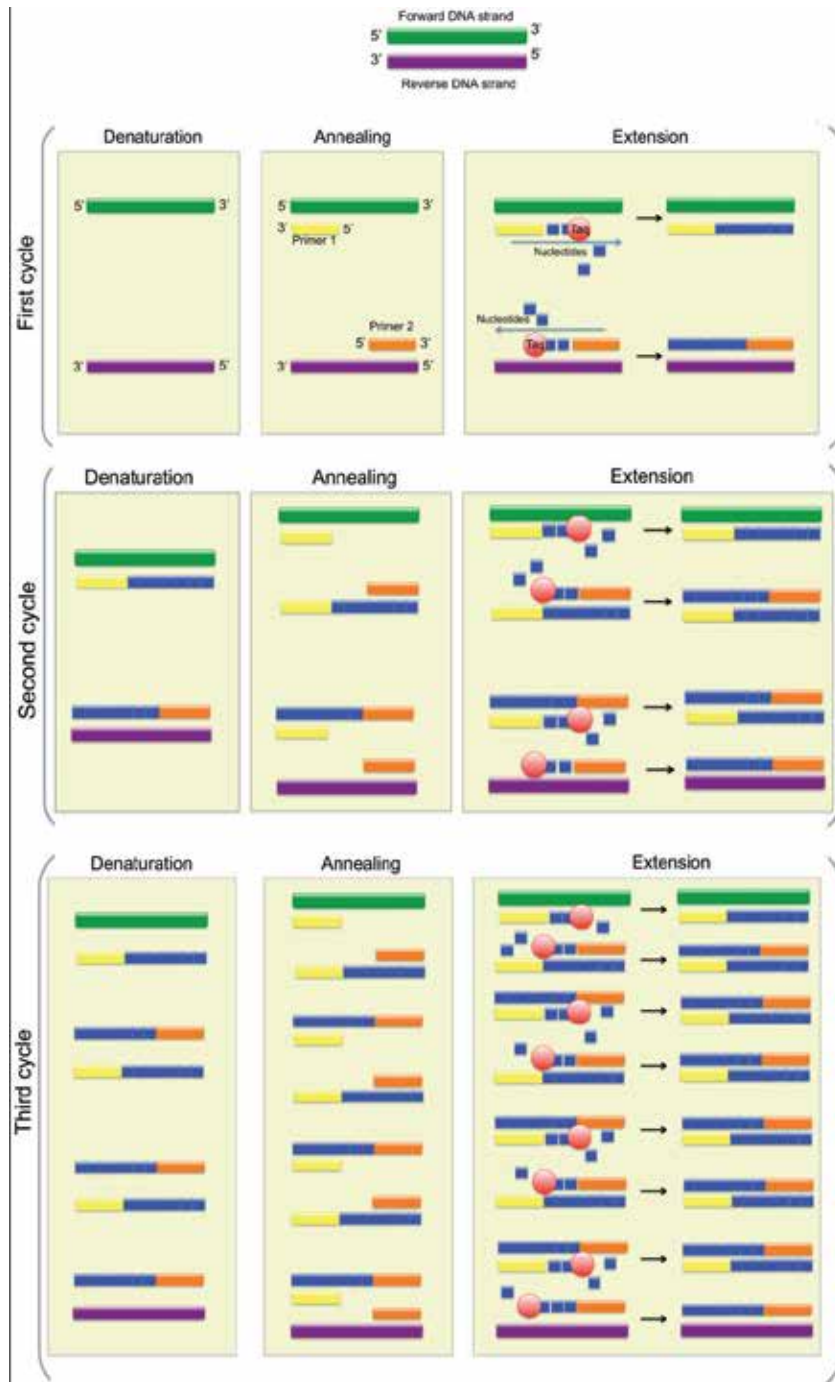 Forward DNA strand
5' 3'
3' 5'
Reverse DNA strand
First cycle
Denaturation
Annealing
Extension
5' 3'
3' 5'
5' 3'
3' 5'
Primer 1
Primer 2
5' 3'
3' 5'
Taq
Nucleotides
Nucleotides
Taq
Second cycle
Denaturation
Annealing
Extension
Third cycle
Denaturation
Annealing
Extension